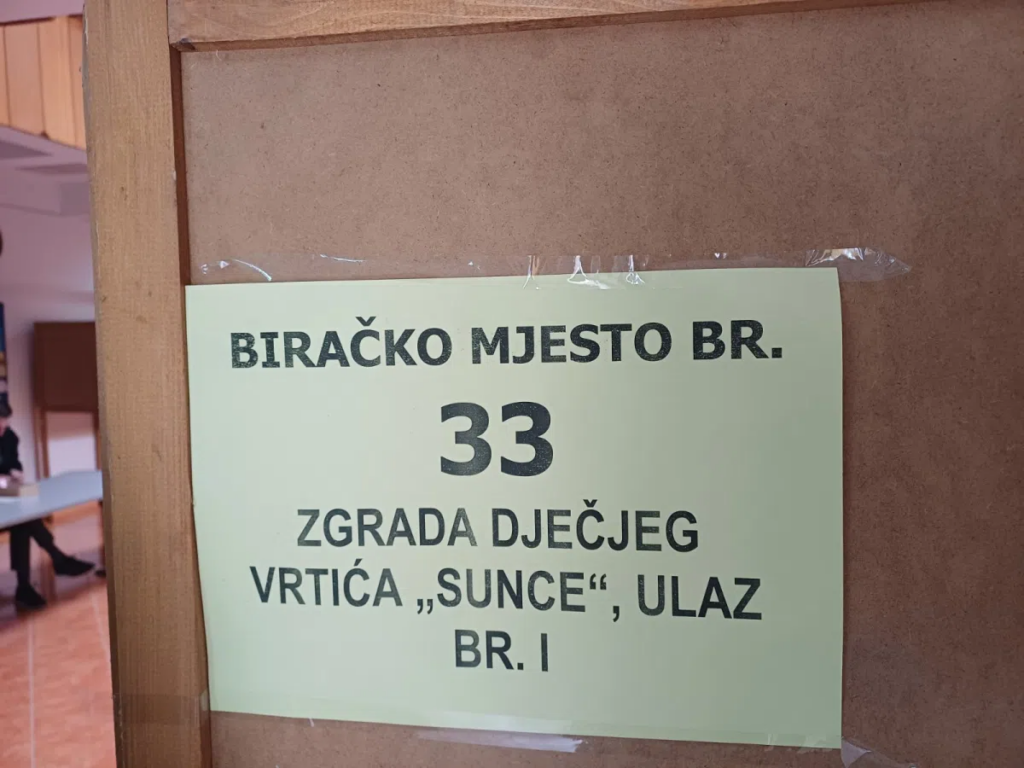 BIRAČKO MJESTO BR.
33
ZGRADA DJEČJEG
VRTIĆA „SUNCE“, ULAZ
BR. I